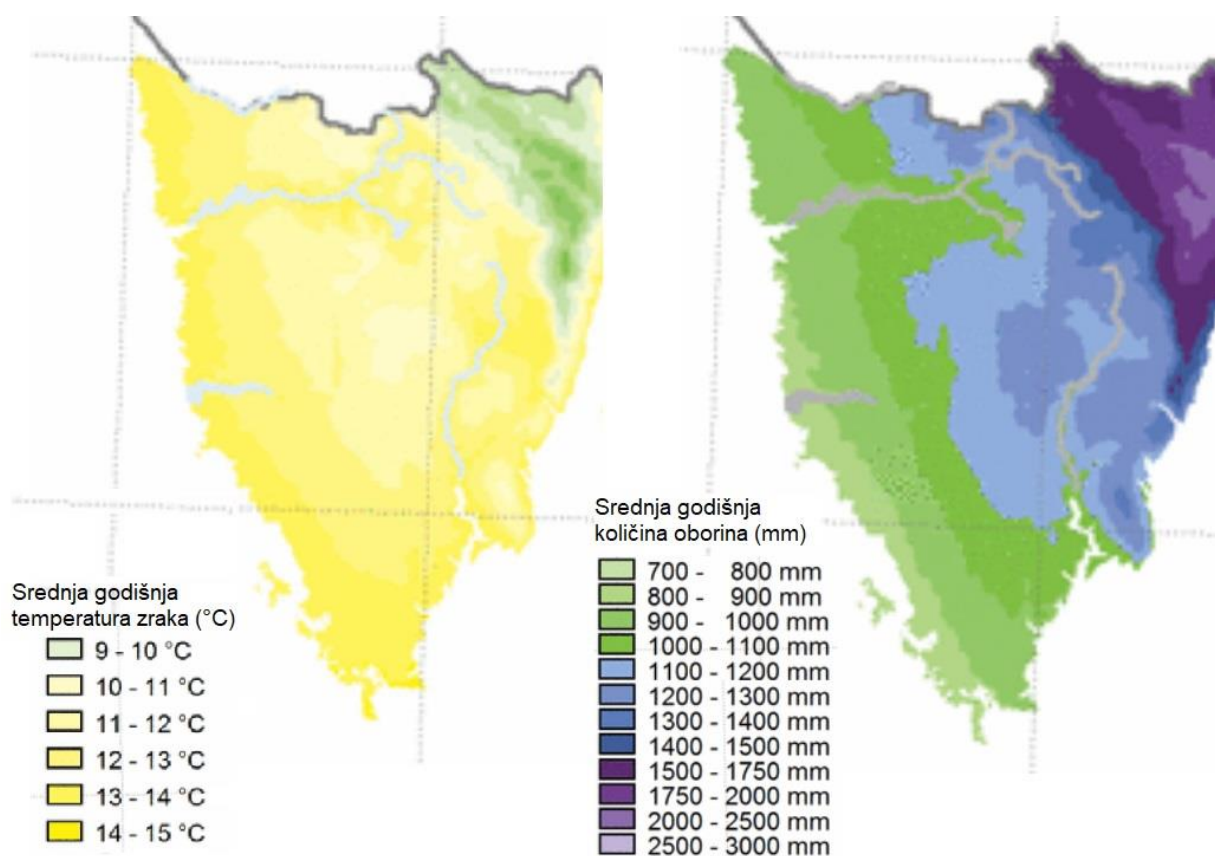 Srednja godišnja
temperatura zraka (°C)
9 - 10 °C
10 - 11 °C
11 - 12 °C
12 - 13 °C
13 - 14 °C
14 - 15 °C
Srednja godišnja
količina oborina (mm)
700 - 800 mm
800 - 900 mm
900 - 1000 mm
1000 - 1100 mm
1100 - 1200 mm
1200 - 1300 mm
1300 - 1400 mm
1400 - 1500 mm
1500 - 1750 mm
1750 - 2000 mm
2000 - 2500 mm
2500 - 3000 mm